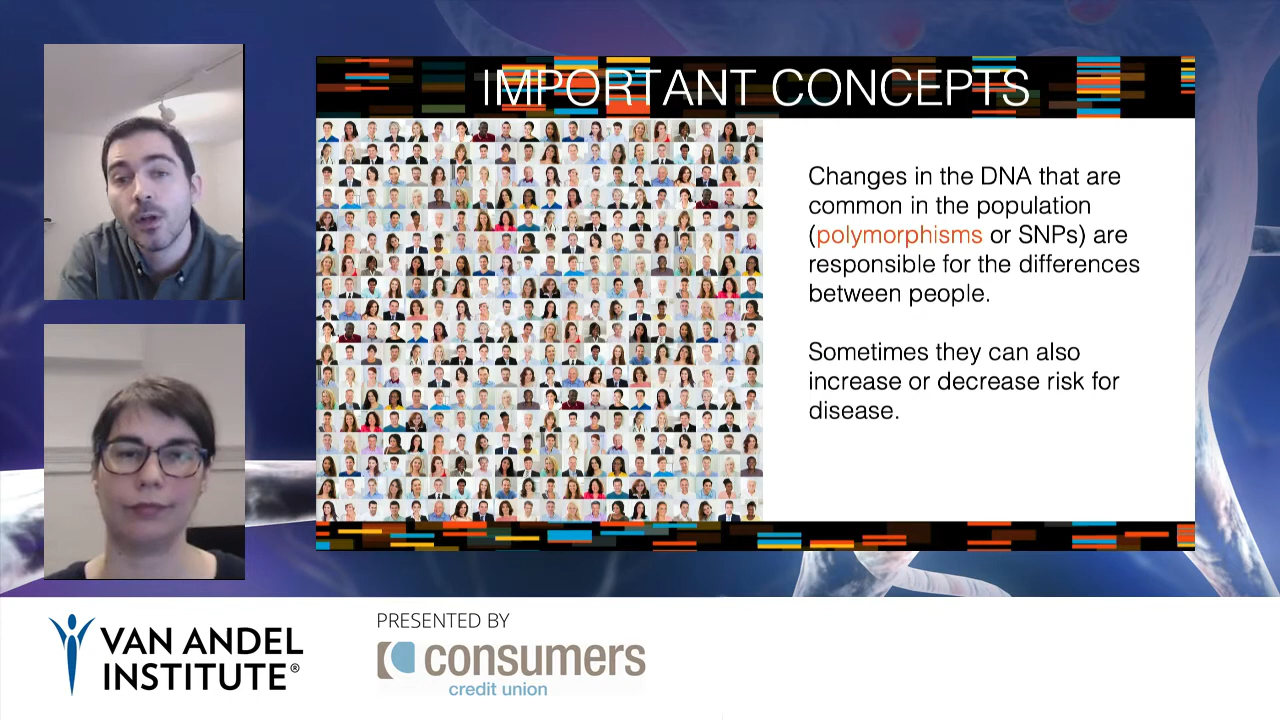 IMPORTANT CONCEPTS
Changes in the DNA that are
common in the population
(polymorphisms or SNPs) are
responsible for the differences
between people.
Sometimes they can also
increase or decrease risk for
disease.
VAN ANDEL
INSTITUTE®
PRESENTED BY
consumers
credit union